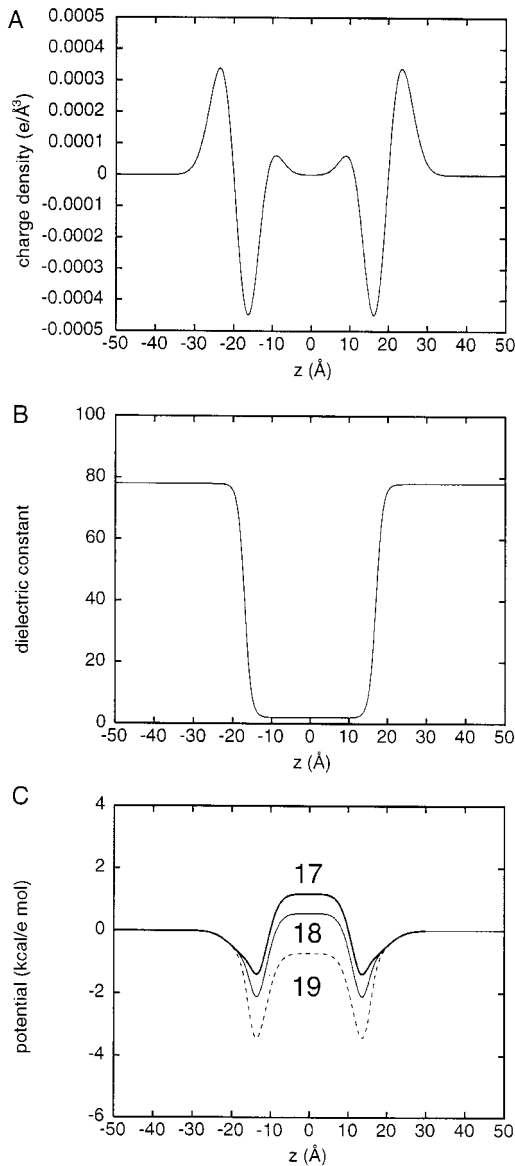 A
charge density (e/Å³)
0.0005
0.0004
0.0003
0.0002
0.0001
0
-0.0001
-0.0002
-0.0003
-0.0004
-0.0005
-50 -40 -30 -20 -10 0 10 20 30 40 50
z (Å)
B
dielectric constant
100
80
60
40
20
0
-50 -40 -30 -20 -10 0 10 20 30 40 50
z (Å)
C
potential (kcal/e mol)
4
2
0
-2
-4
-6
17
18
19
-50 -40 -30 -20 -10 0 10 20 30 40 50
z (Å)